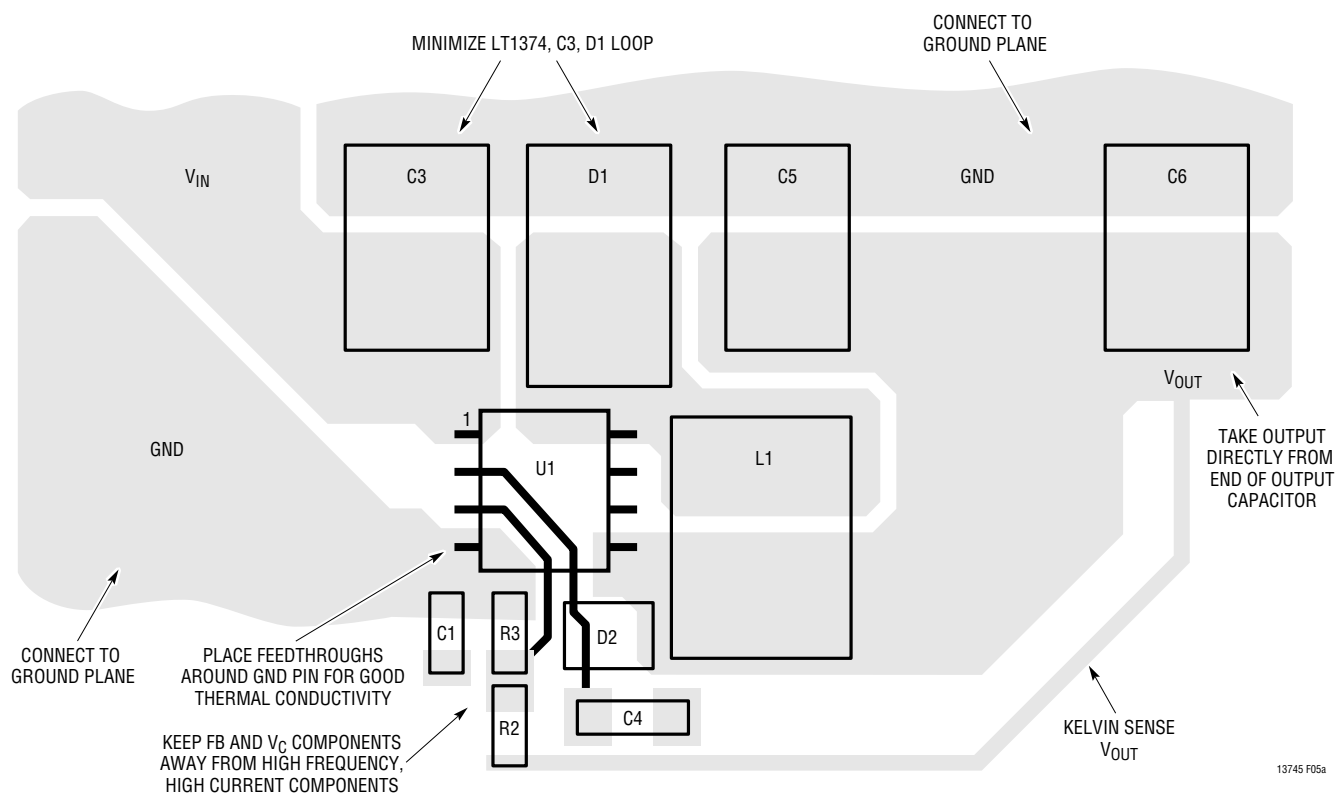 CONNECT TO
GROUND PLANE
MINIMIZE LT1374, C3, D1 LOOP
VIN
C3
D1
C5
GND
C6
VOUT
1
U1
L1
GND
TAKE OUTPUT
DIRECTLY FROM
END OF OUTPUT
CAPACITOR
C1
R3
D2
CONNECT TO
GROUND PLANE
PLACE FEEDTHROUGHS
AROUND GND PIN FOR GOOD
THERMAL CONDUCTIVITY
R2
C4
KEEP FB AND VC COMPONENTS
AWAY FROM HIGH FREQUENCY,
HIGH CURRENT COMPONENTS
KELVIN SENSE
VOUT
13745 F05a